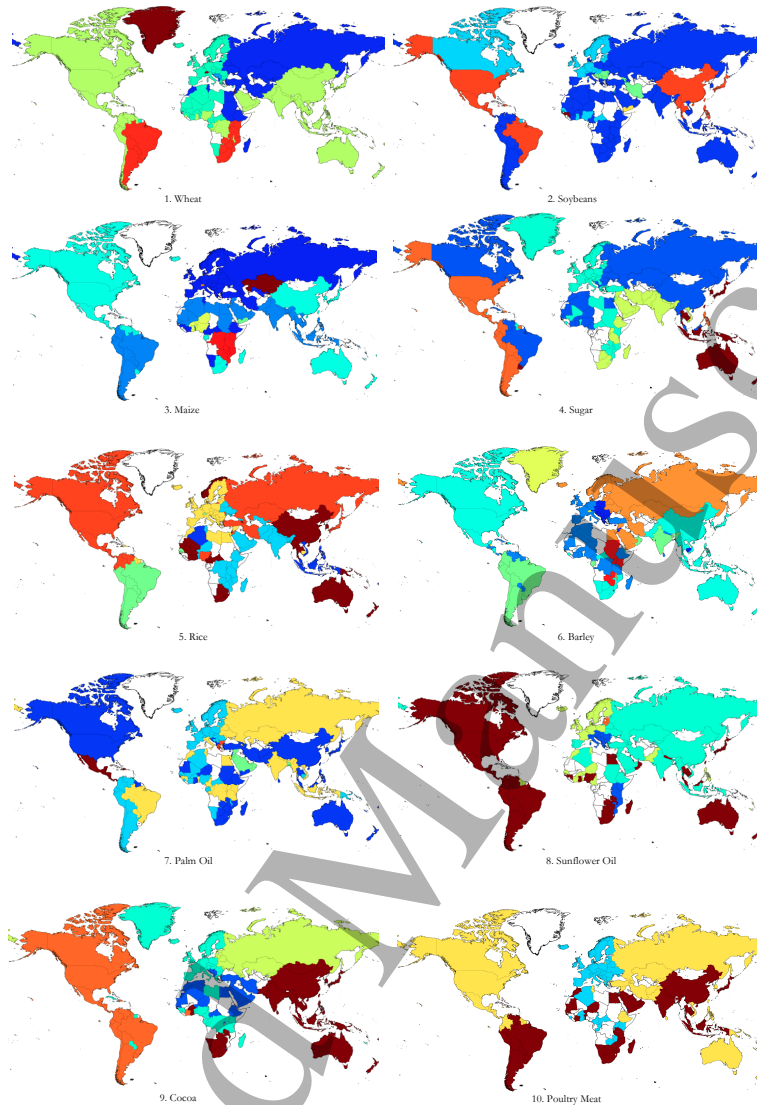 1. Wheat
2. Soybeans
3. Maize
4. Sugar
5. Rice
6. Barley
7. Palm Oil
8. Sunflower Oil
9. Cocoa
10. Poultry Meat
d Manusc